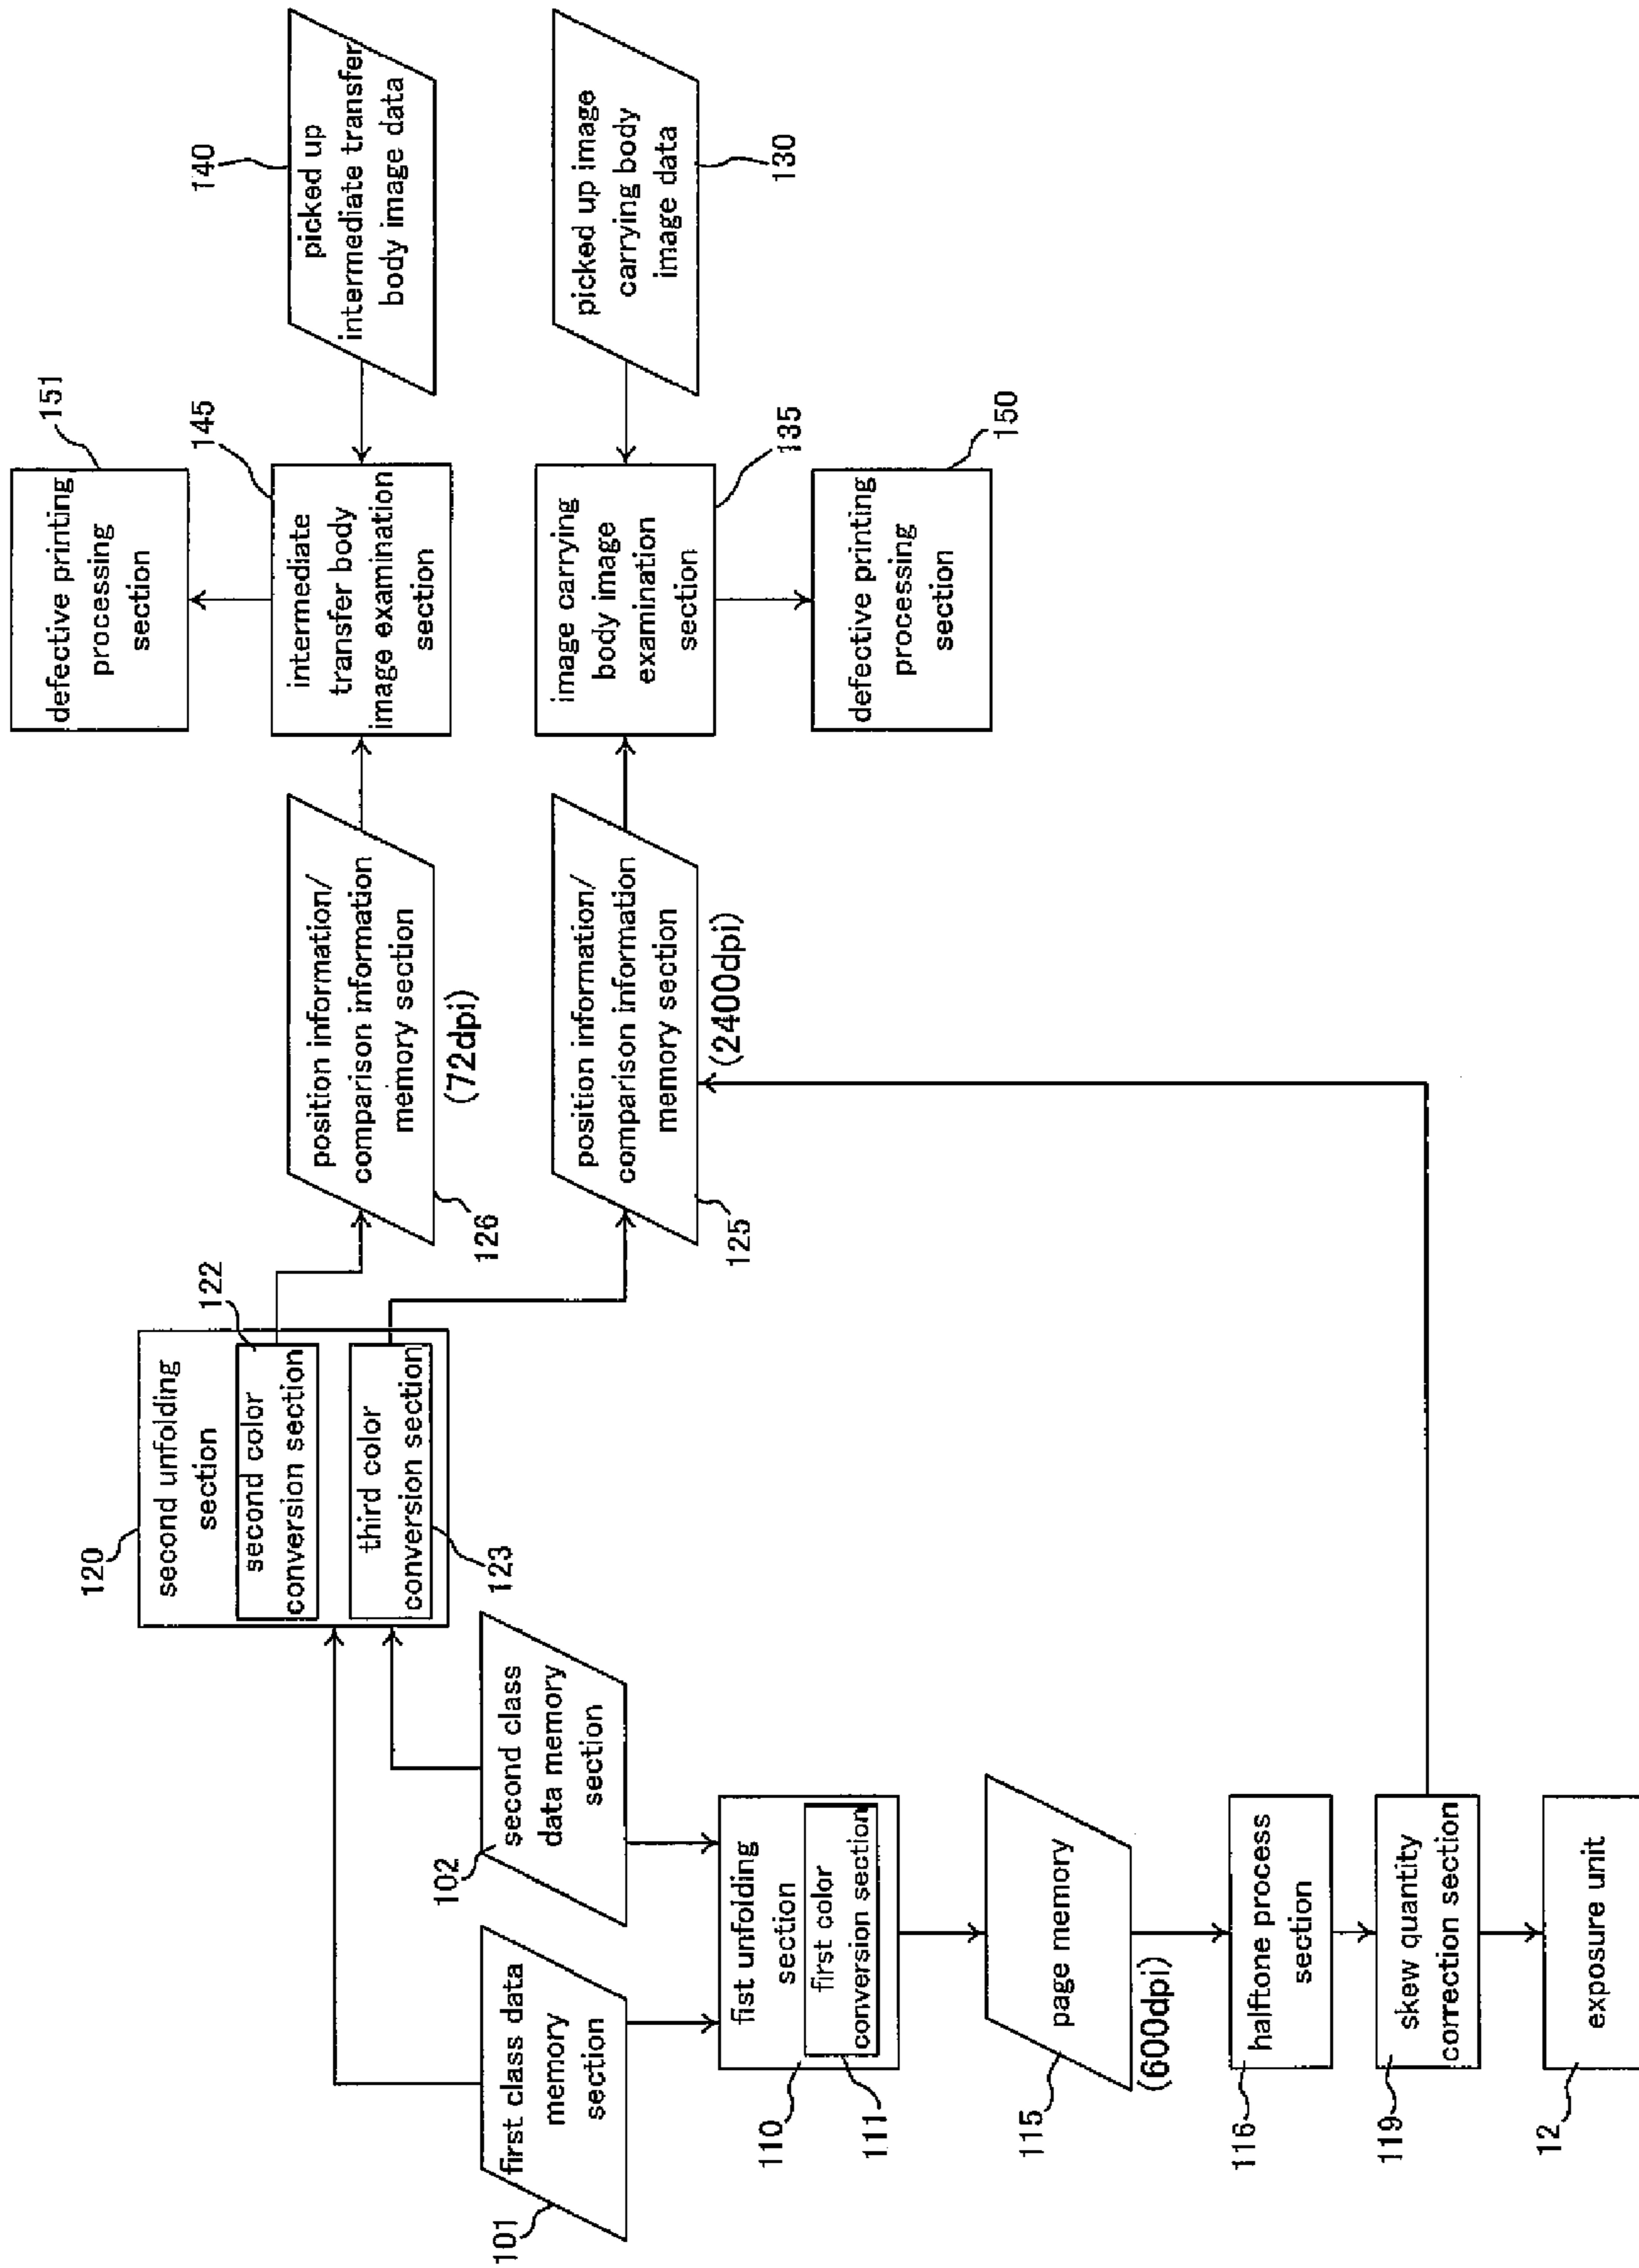 120
second unfolding
section
second color
conversion section
122
third color
conversion section
123
first class data
memory
section
101
second class
data memory
section
102
fist unfolding
section
first color
conversion section
110
111
page memory
(600dpi)
115
halftone process
section
116
skew quantity
correction section
119
exposure unit
12
position information/
comparison information
memory section
(72dpi)
126
position information/
comparison information
memory section
(2400dpi)
125
defective printing
processing
section
151
intermediate
transfer body
image examination
section
145
image carrying
body image
examination
section
135
defective printing
processing
section
150
picked up
intermediate transfer
body image data
140
picked up image
carrying body
image data
130